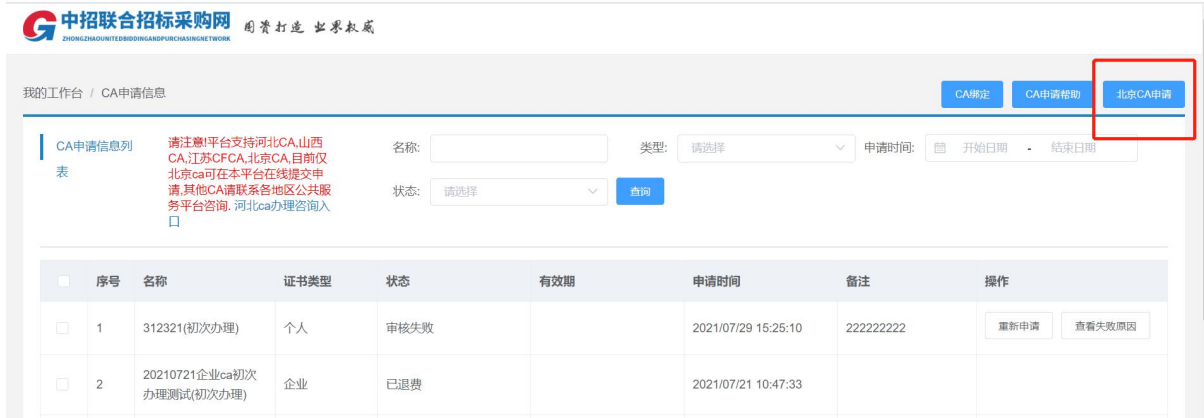 中招联合招标采购网
ZHONGZHAOUNITEDBIDDINGANDPURCHASINGNETWORK
国资打造 业界权威
我的工作台 / CA申请信息
CA绑定 CA申请帮助 北京CA申请
CA申请信息列
表
请注意!平台支持河北CA,山西
CA,江苏CFCA,北京CA,目前仅
北京ca可在本平台在线提交申
请,其他CA请联系各地区公共服
务平台咨询. 河北ca办理咨询入
口
名称: 类型: 请选择 申请时间: 开始日期 - 结束日期
状态: 请选择 查询
序号 名称 证书类型 状态 有效期 申请时间 备注 操作
1 312321(初次办理) 个人 审核失败 2021/07/29 15:25:10 222222222 重新申请 查看失败原因
20210721企业ca初次
2 办理测试(初次办理) 企业 已退费 2021/07/21 10:47:33